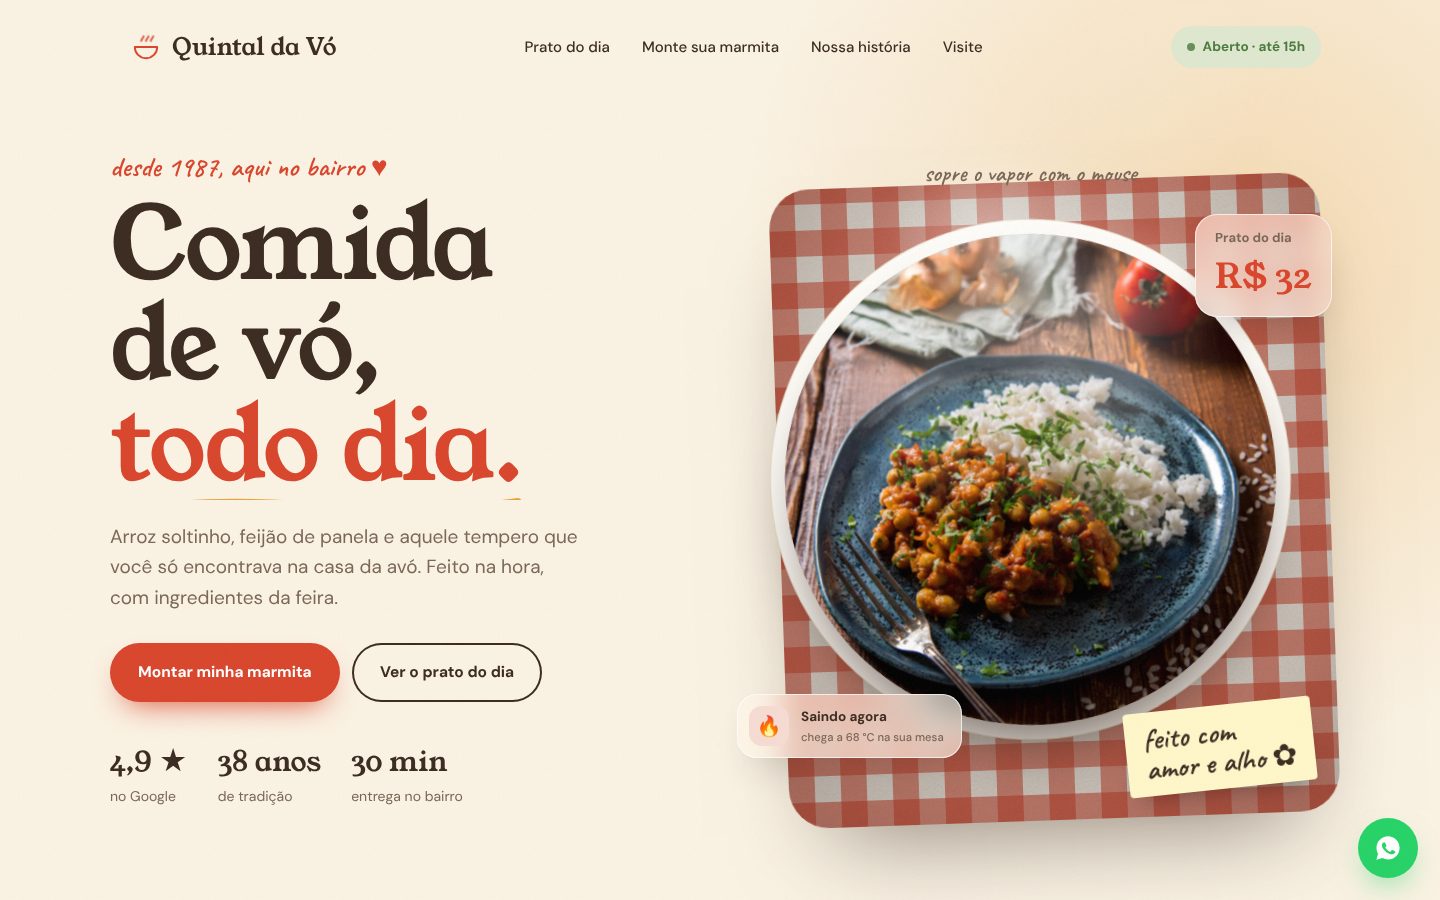 Quintal da Vó
Prato do dia
Monte sua marmita
Nossa história
Visite
Aberto · até 15h
desde 1987, aqui no bairro ♥
Comida
de vó,
todo dia.
Arroz soltinho, feijão de panela e aquele tempero que
você só encontrava na casa da avó. Feito na hora,
com ingredientes da feira.
Montar minha marmita
Ver o prato do dia
4,9 ★
no Google
38 anos
de tradição
30 min
entrega no bairro
sopre o vapor com o mouse
Prato do dia
R$ 32
Saindo agora
chega a 68 °C na sua mesa
feito com
amor e alho ✿